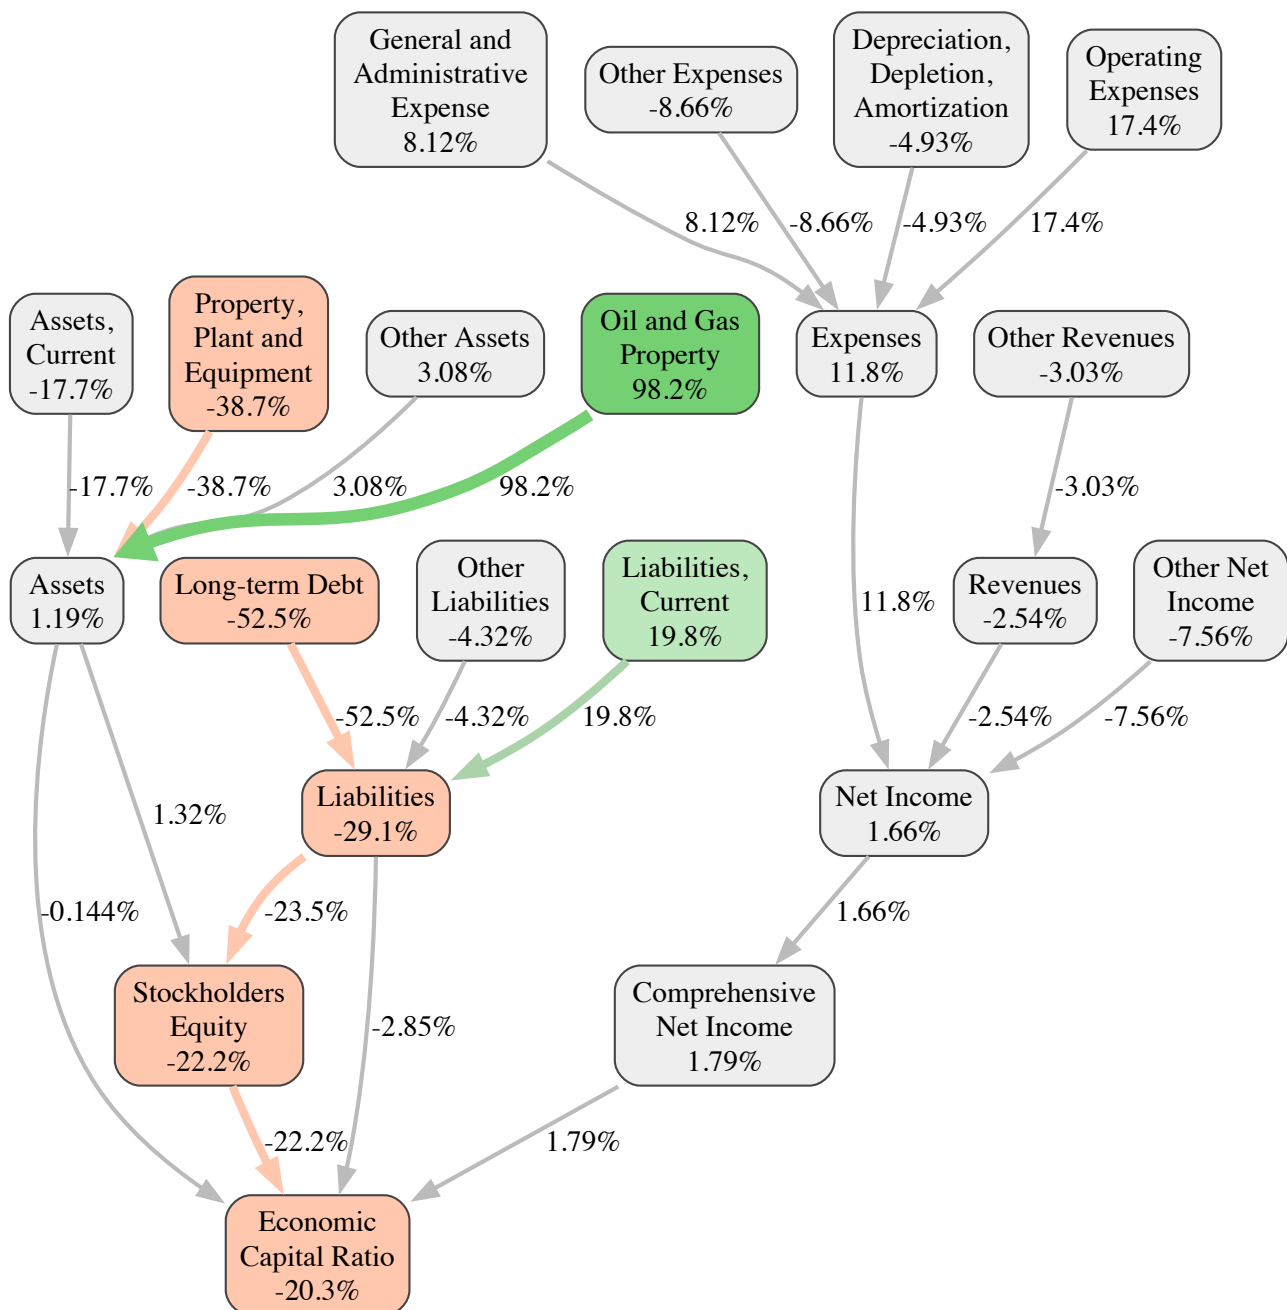 General and
Administrative
Expense
8.12%
Other Expenses
-8.66%
Depreciation,
Depletion,
Amortization
-4.93%
Operating
Expenses
17.4%
8.12%
-8.66%
-4.93%
17.4%
Assets,
Current
-17.7%
Property,
Plant and
Equipment
-38.7%
Other Assets
3.08%
Oil and Gas
Property
98.2%
Expenses
11.8%
Other Revenues
-3.03%
-17.7%
-38.7%
3.08%
98.2%
-3.03%
Assets
1.19%
Long-term Debt
-52.5%
Other
Liabilities
-4.32%
Liabilities,
Current
19.8%
11.8%
Revenues
-2.54%
Other Net
Income
-7.56%
-52.5%
-4.32%
19.8%
-2.54%
-7.56%
1.32%
Liabilities
-29.1%
Net Income
1.66%
-0.144%
-23.5%
1.66%
Stockholders
Equity
-22.2%
-2.85%
Comprehensive
Net Income
1.79%
-22.2%
1.79%
Economic
Capital Ratio
-20.3%